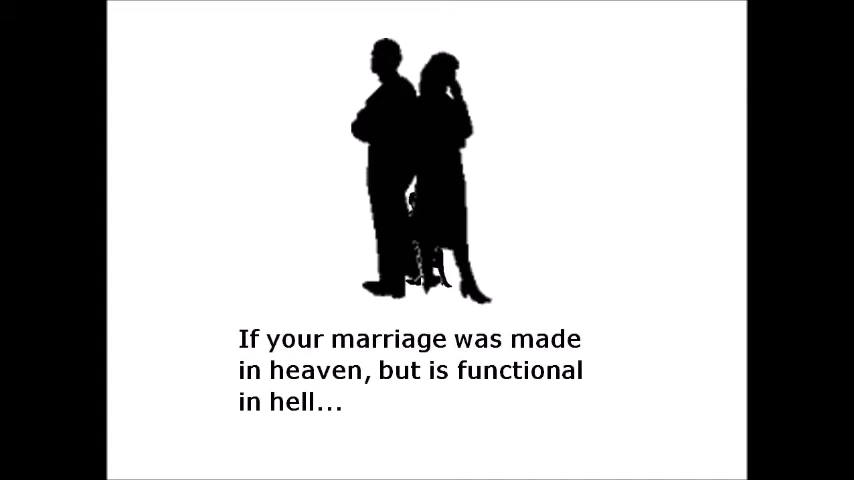 If your marriage was made
in heaven, but is functional
in hell...